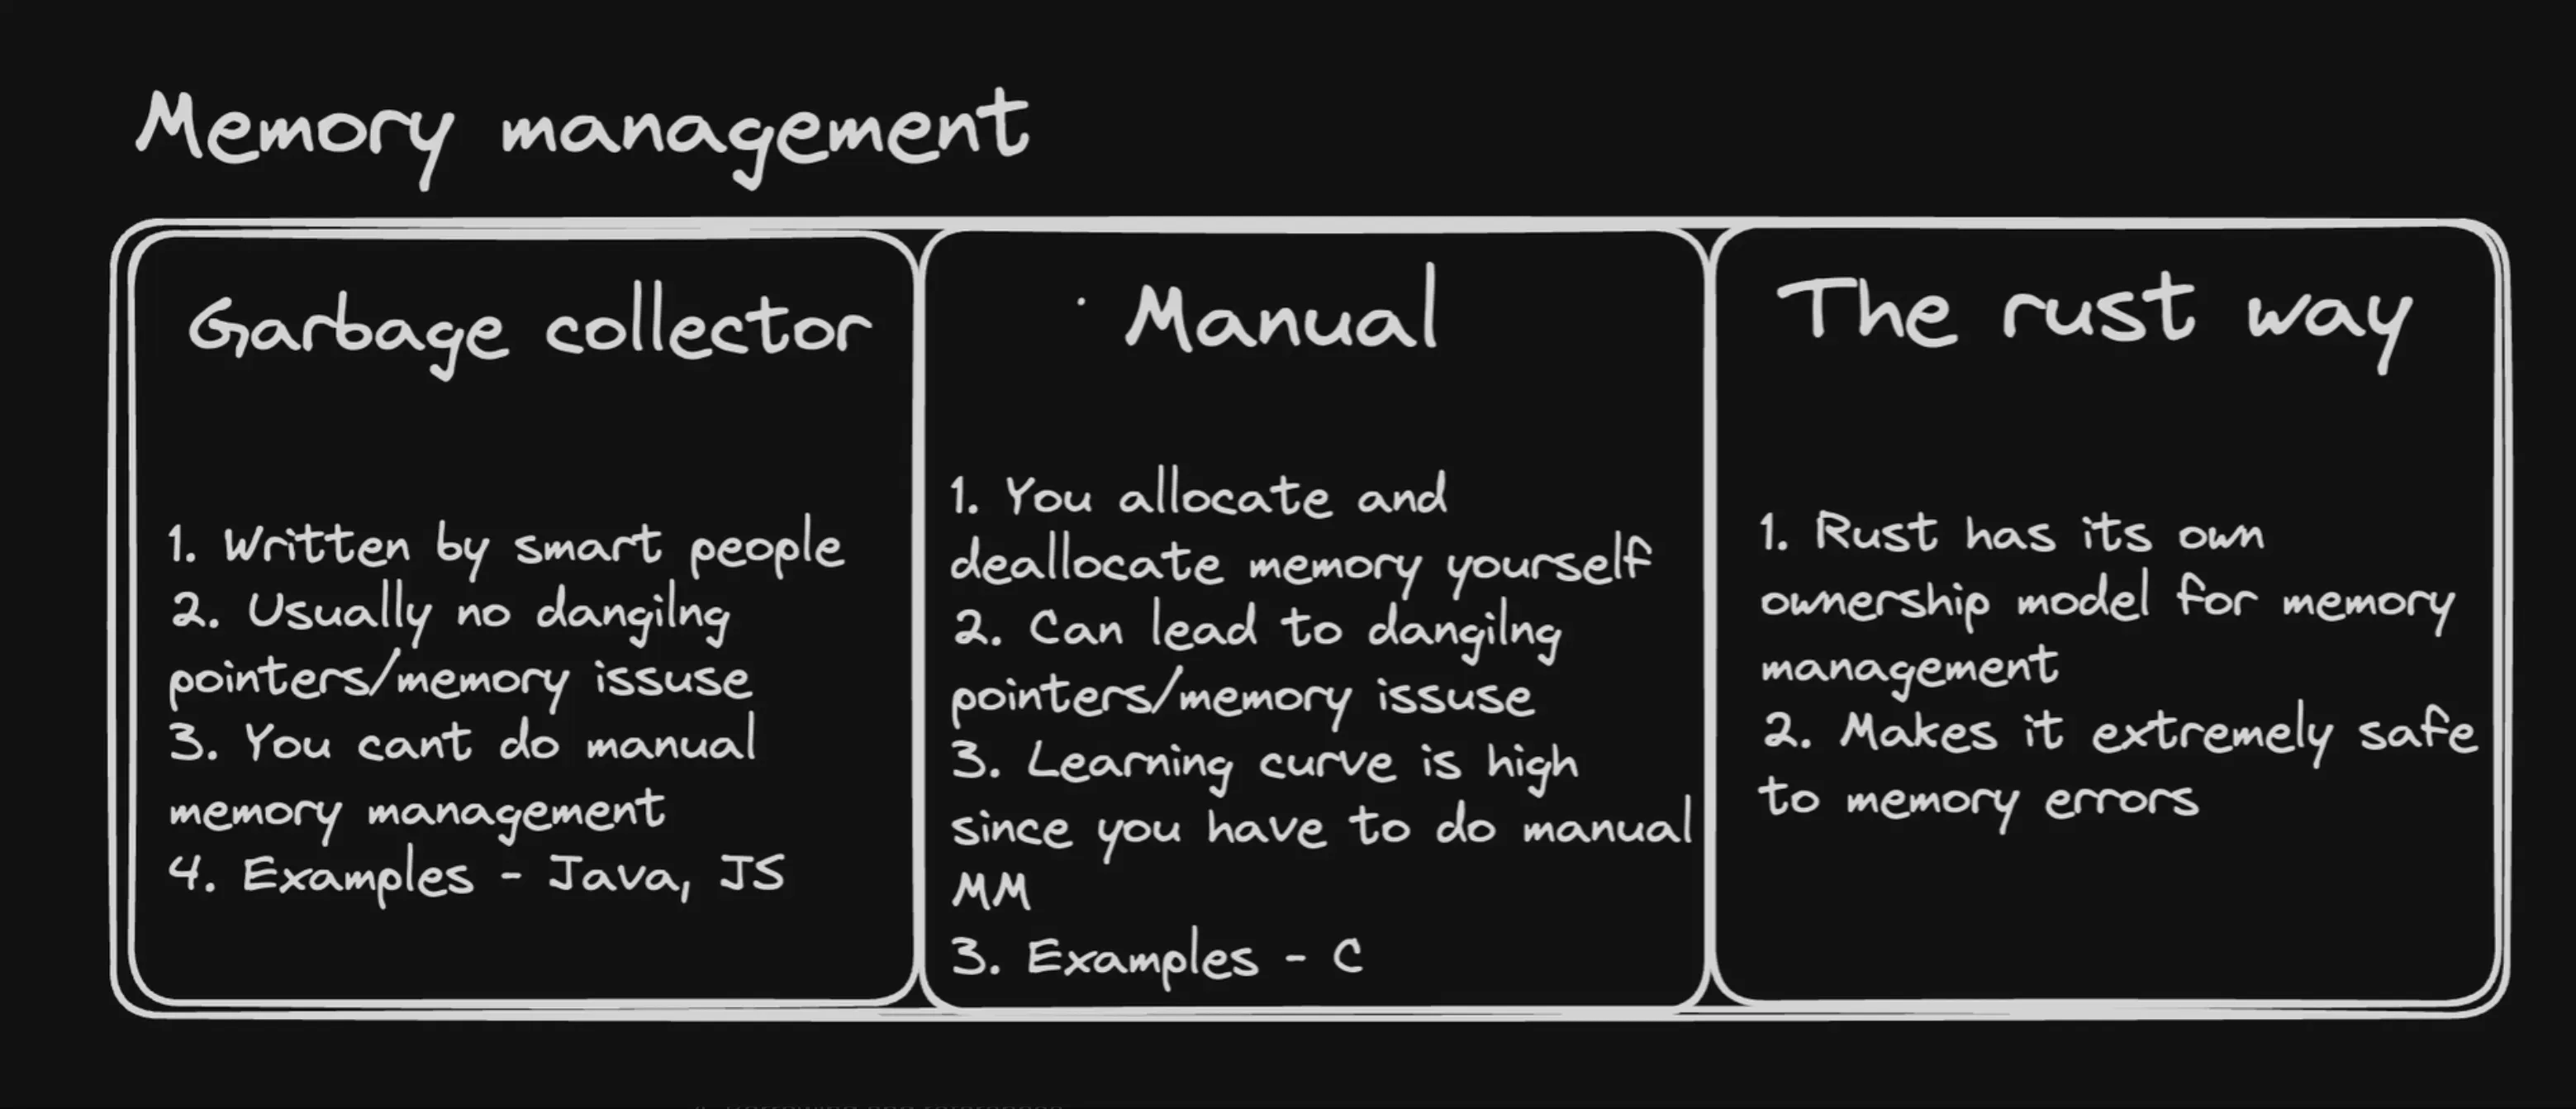 Memory management
Garbage collector
1. Written by smart people
2. Usually no dangilng
pointers/memory issuse
3. You cant do manual
memory management
4. Examples - Java, JS
Manual
1. You allocate and
deallocate memory yourself
2. Can lead to dangilng
pointers/memory issuse
3. Learning curve is high
since you have to do manual
MM
3. Examples - C
The rust way
1. Rust has its own
ownership model for memory
management
2. Makes it extremely safe
to memory errors